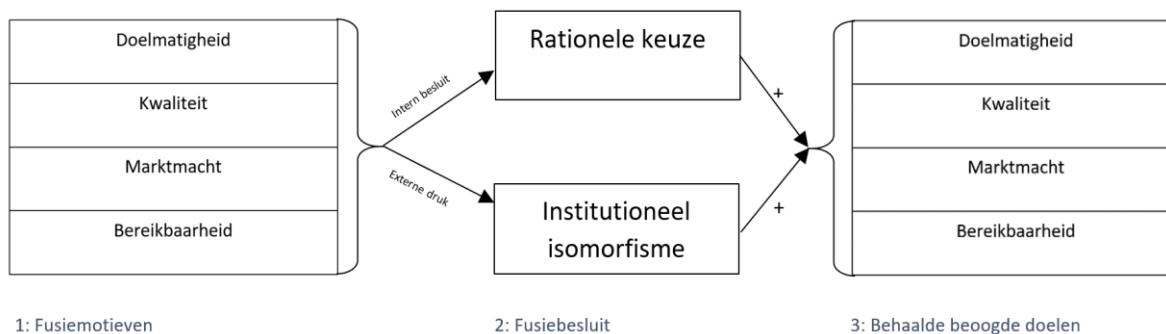 Doelmatigheid
Kwaliteit
Marktmacht
Bereikbaarheid
Intern besluit
Externe druk
Rationele keuze
Institutioneel
isomorfisme
+
+
Doelmatigheid
Kwaliteit
Marktmacht
Bereikbaarheid
1: Fusiemotieven
2: Fusiebesluit
3: Behaalde beoogde doelen